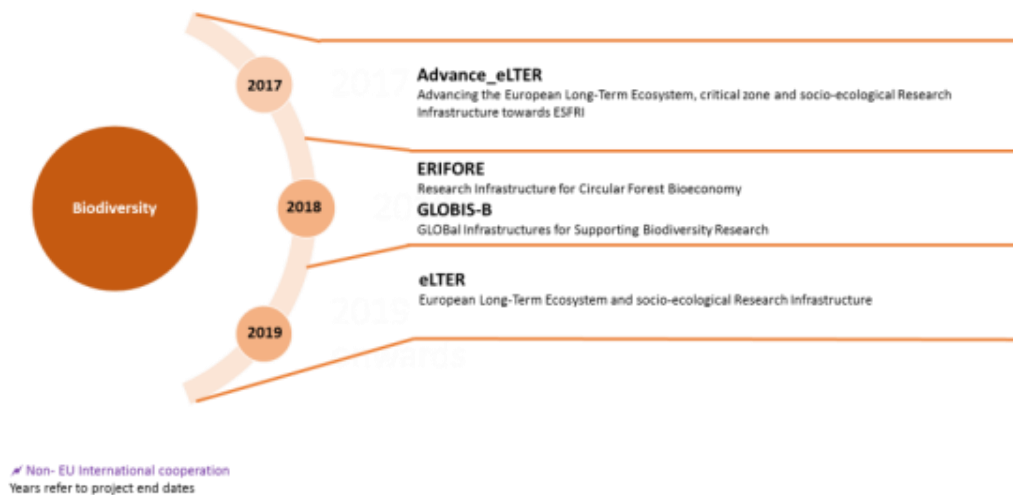 2017
Advance_eLTER
Advancing the European Long-Term Ecosystem, critical zone and socio-ecological Research
Infrastructure towards ESFRI
Biodiversity
2018
ERIFORE
Research Infrastructure for Circular Forest Bioeconomy
GLOBIS-B
GLOBal Infrastructures for Supporting Biodiversity Research
2019
eLTER
European Long-Term Ecosystem and socio-ecological Research Infrastructure
Non- EU International cooperation
Years refer to project end dates